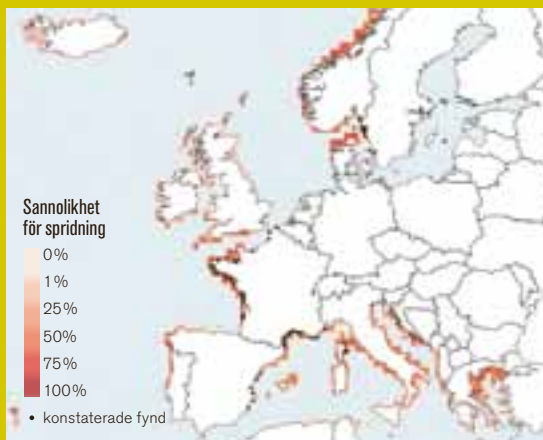 Sannolikhet
för spridning
0%
1%
25%
50%
75%
100%
• konstaterade fynd